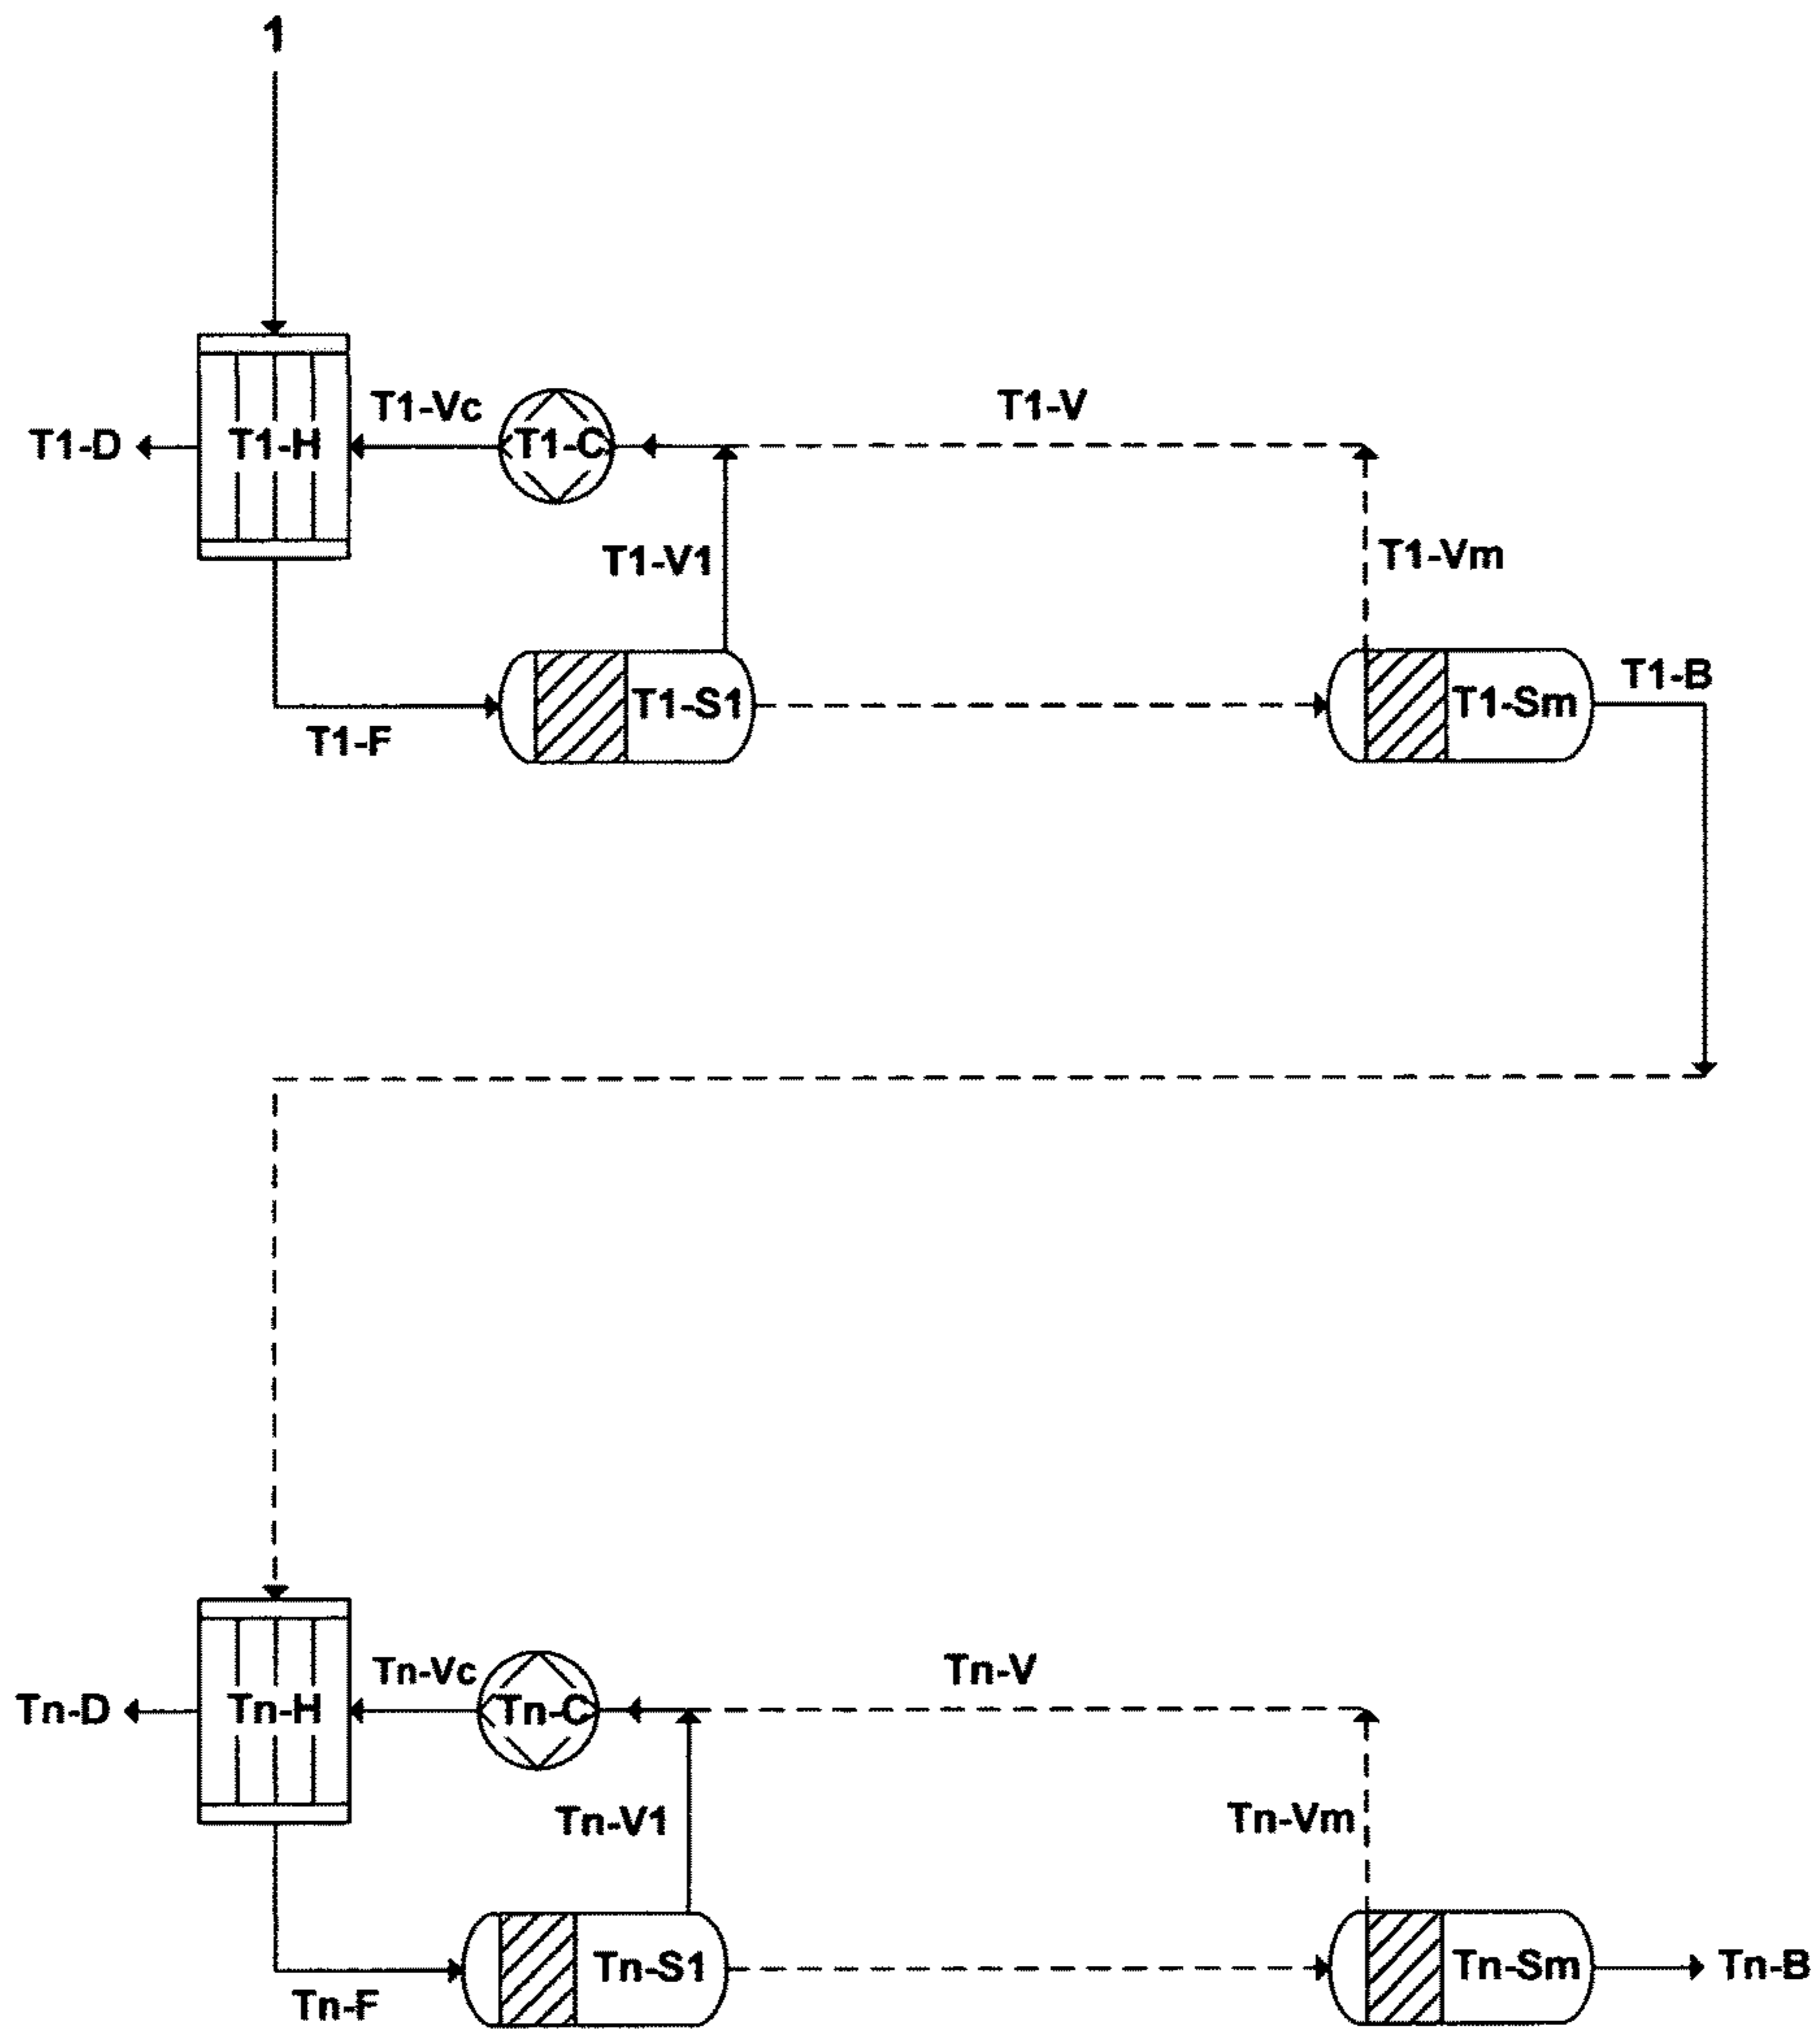 1
T1-V
T1-Vc
T1-D
T1-H
T1-C
T1-V1
T1-Vm
T1-B
T1-S1
T1-Sm
T1-F
Tn-V
Tn-Vc
Tn-D
Tn-H
Tn-C
Tn-V1
Tn-Vm
Tn-S1
Tn-Sm
Tn-B
Tn-F